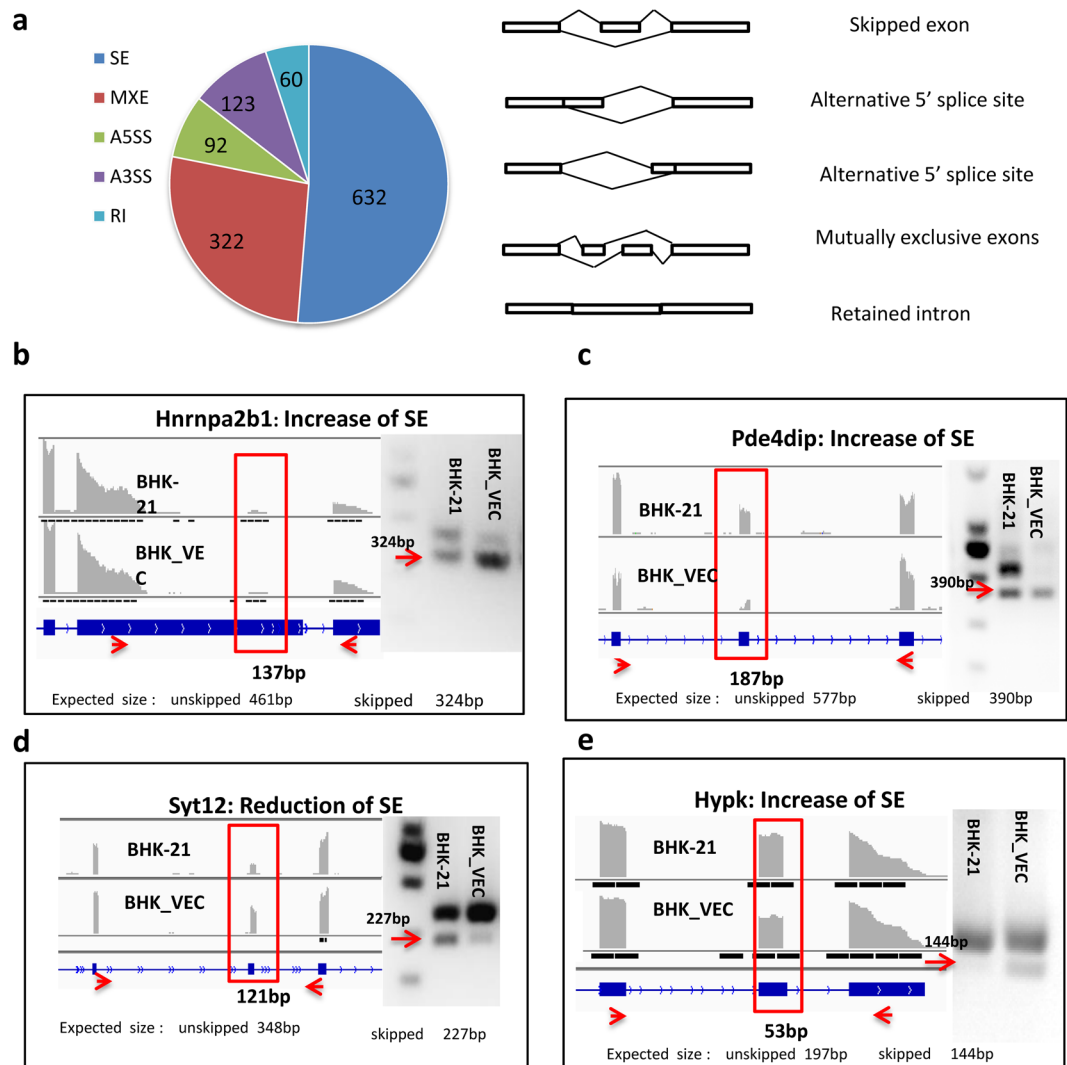 a
SE
MXE
A5SS
A3SS
RI
60
123
92
632
322
Skipped exon
Alternative 5' splice site
Alternative 5' splice site
Mutually exclusive exons
Retained intron
b
Hnrnpa2b1: Increase of SE
BHK-
21
BHK_VE
C
BHK-21
BHK_VEC
324bp
137bp
Expected size : unskipped 461bp skipped 324bp
c
Pde4dip: Increase of SE
BHK-21
BHK_VEC
BHK-21
BHK_VEC
390bp
187bp
Expected size : unskipped 577bp skipped 390bp
d
Syt12: Reduction of SE
BHK-21
BHK_VEC
BHK-21
BHK_VEC
227bp
121bp
Expected size : unskipped 348bp skipped 227bp
e
Hypk: Increase of SE
BHK-21
BHK_VEC
BHK-21
BHK_VEC
144bp
53bp
Expected size : unskipped 197bp skipped 144bp